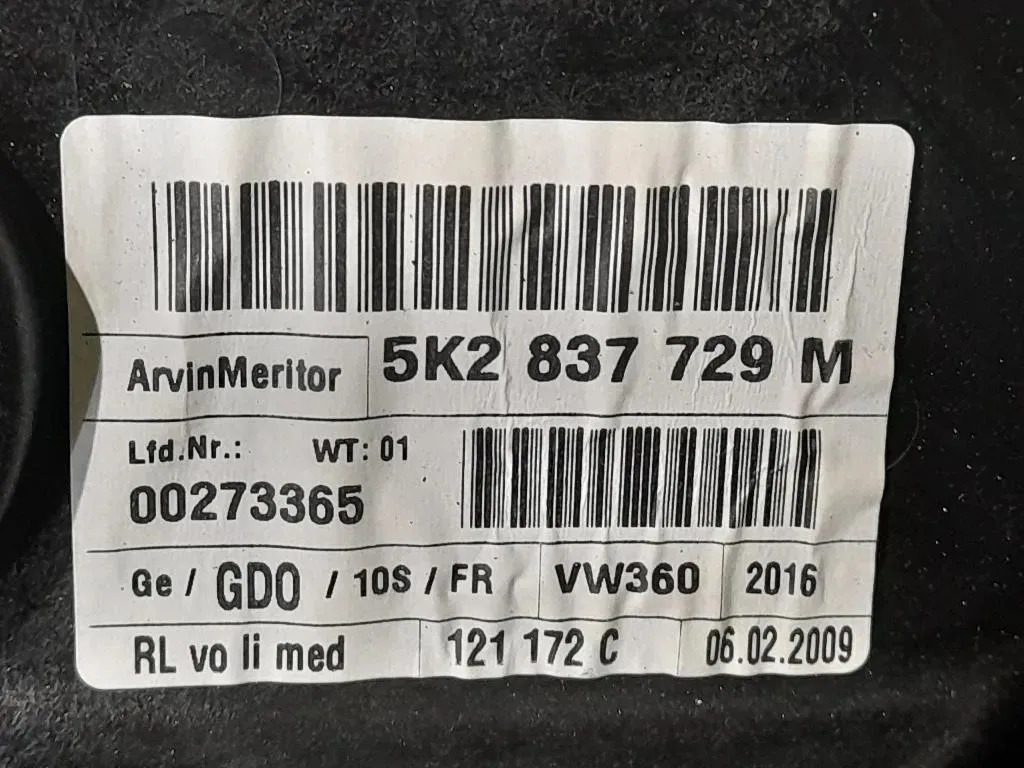 ArvinMeritor
5K2 837 729 M
Lfd.Nr.: WT: 01
00273365
Ge / GDO / 10S / FR VW360 2016
RL vo li med 121 172 C 06.02.2009